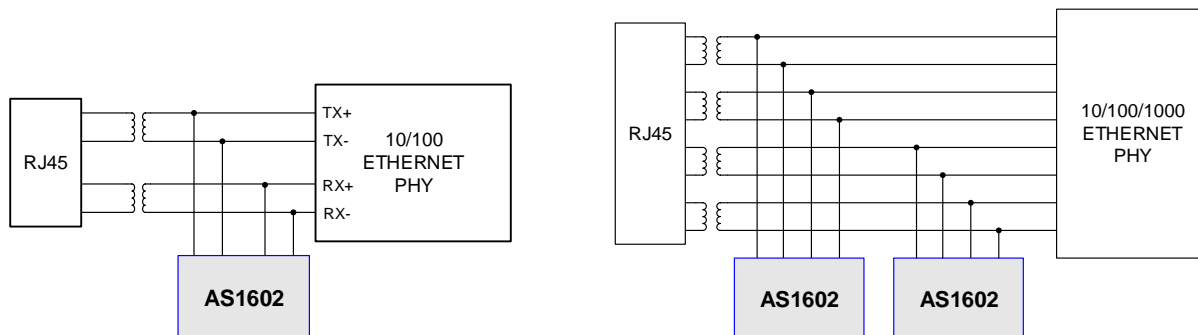 RJ45
TX+
TX-
RX+
RX-
10/100
ETHERNET
PHY
AS1602
RJ45
10/100/1000
ETHERNET
PHY
AS1602
AS1602